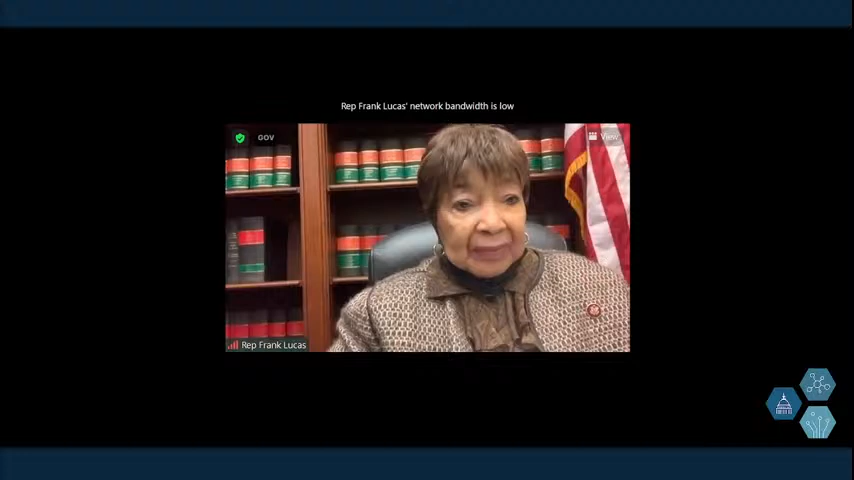 Rep Frank Lucas' network bandwidth is low
GOV
View
Rep Frank Lucas